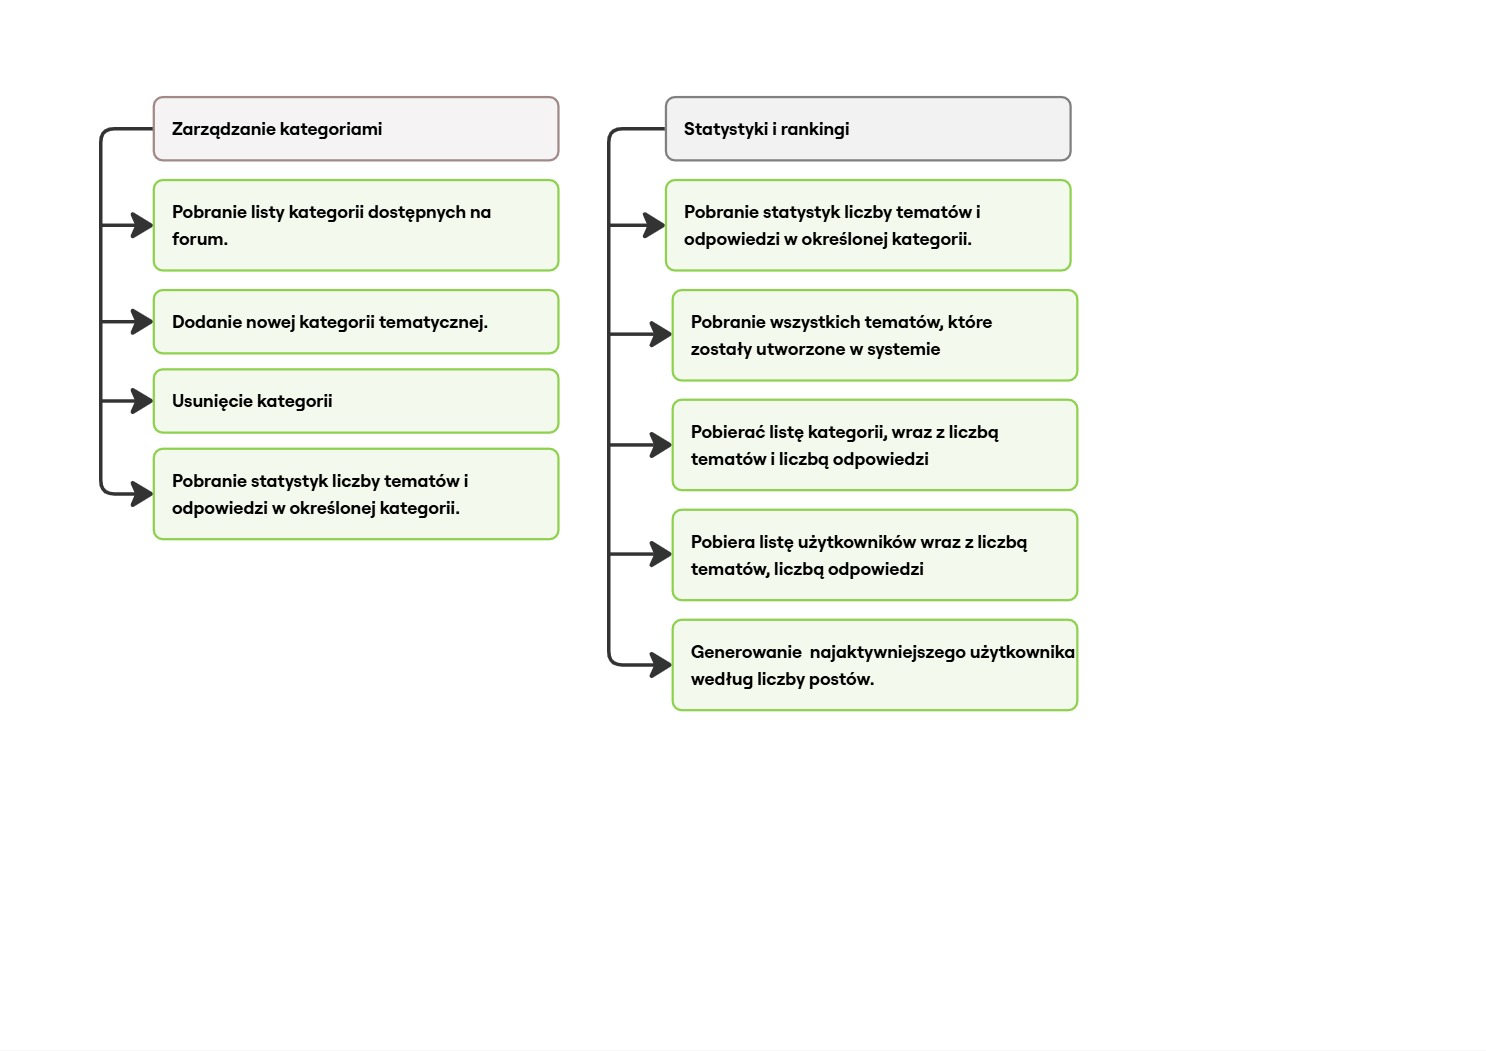 Zarządzanie kategoriami
Pobranie listy kategorii dostępnych na
forum.
Dodanie nowej kategorii tematycznej.
Usunięcie kategorii
Pobranie statystyk liczby tematów i
odpowiedzi w określonej kategorii.
Statystyki i rankingi
Pobranie statystyk liczby tematów i
odpowiedzi w określonej kategorii.
Pobranie wszystkich tematów, które
zostały utworzone w systemie
Pobierać listę kategorii, wraz z liczbą
tematów i liczbą odpowiedzi
Pobiera listę użytkowników wraz z liczbą
tematów, liczbą odpowiedzi
Generowanie  najaktywniejszego użytkownika
według liczby postów.